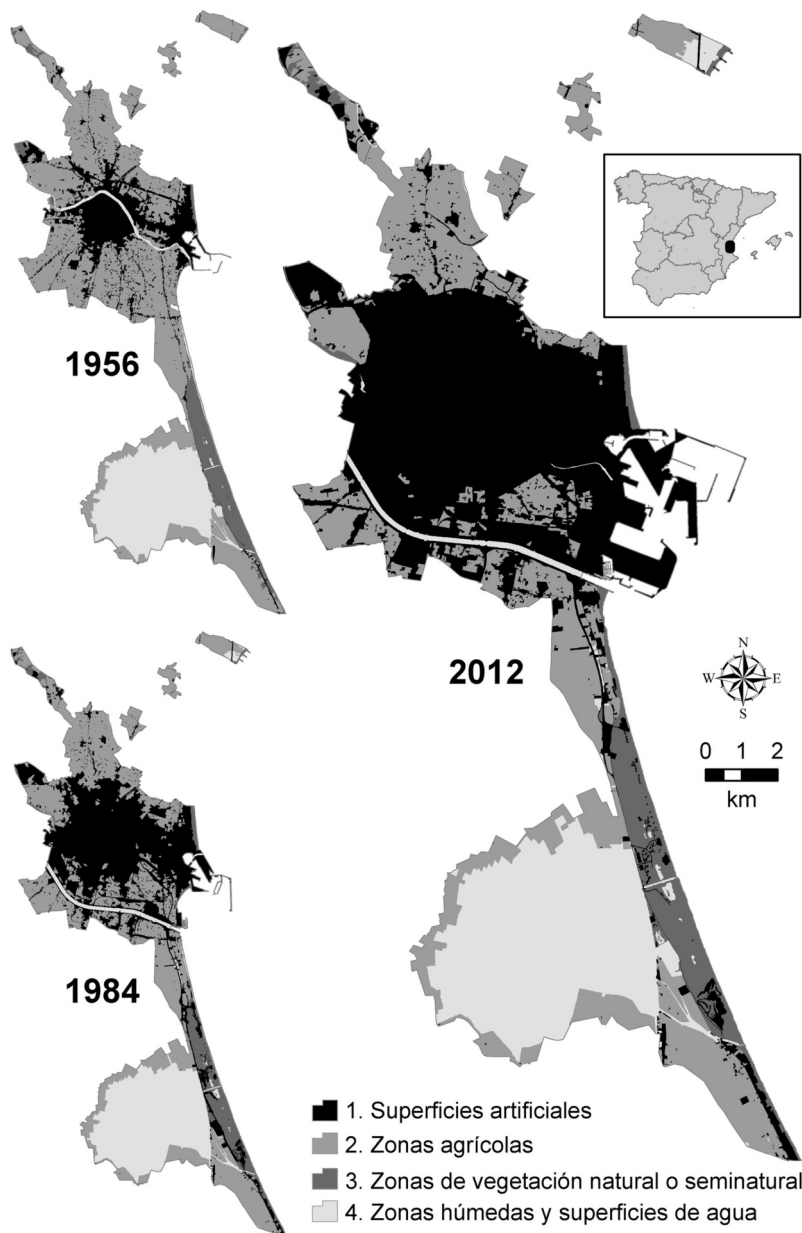 1956
2012
N
W E
S
0 1 2
km
1984
1. Superficies artificiales
2. Zonas agrícolas
3. Zonas de vegetación natural o seminatural
4. Zonas húmedas y superficies de agua